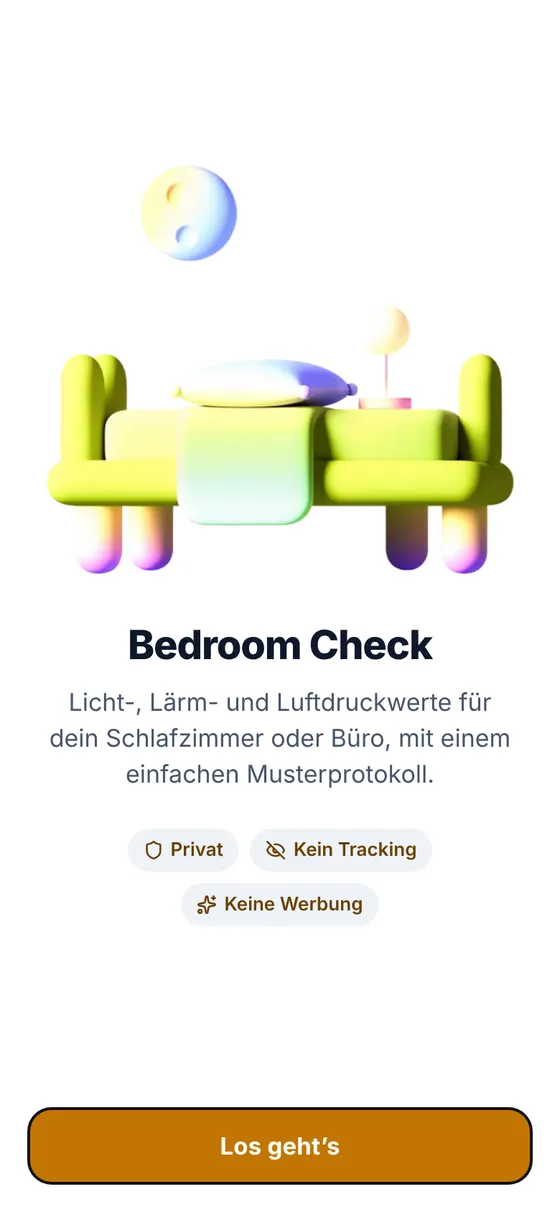 Bedroom Check
Licht-, Lärm- und Luftdruckwerte für
dein Schlafzimmer oder Büro, mit einem
einfachen Musterprotokoll.
Privat
Kein Tracking
Keine Werbung
Los geht’s